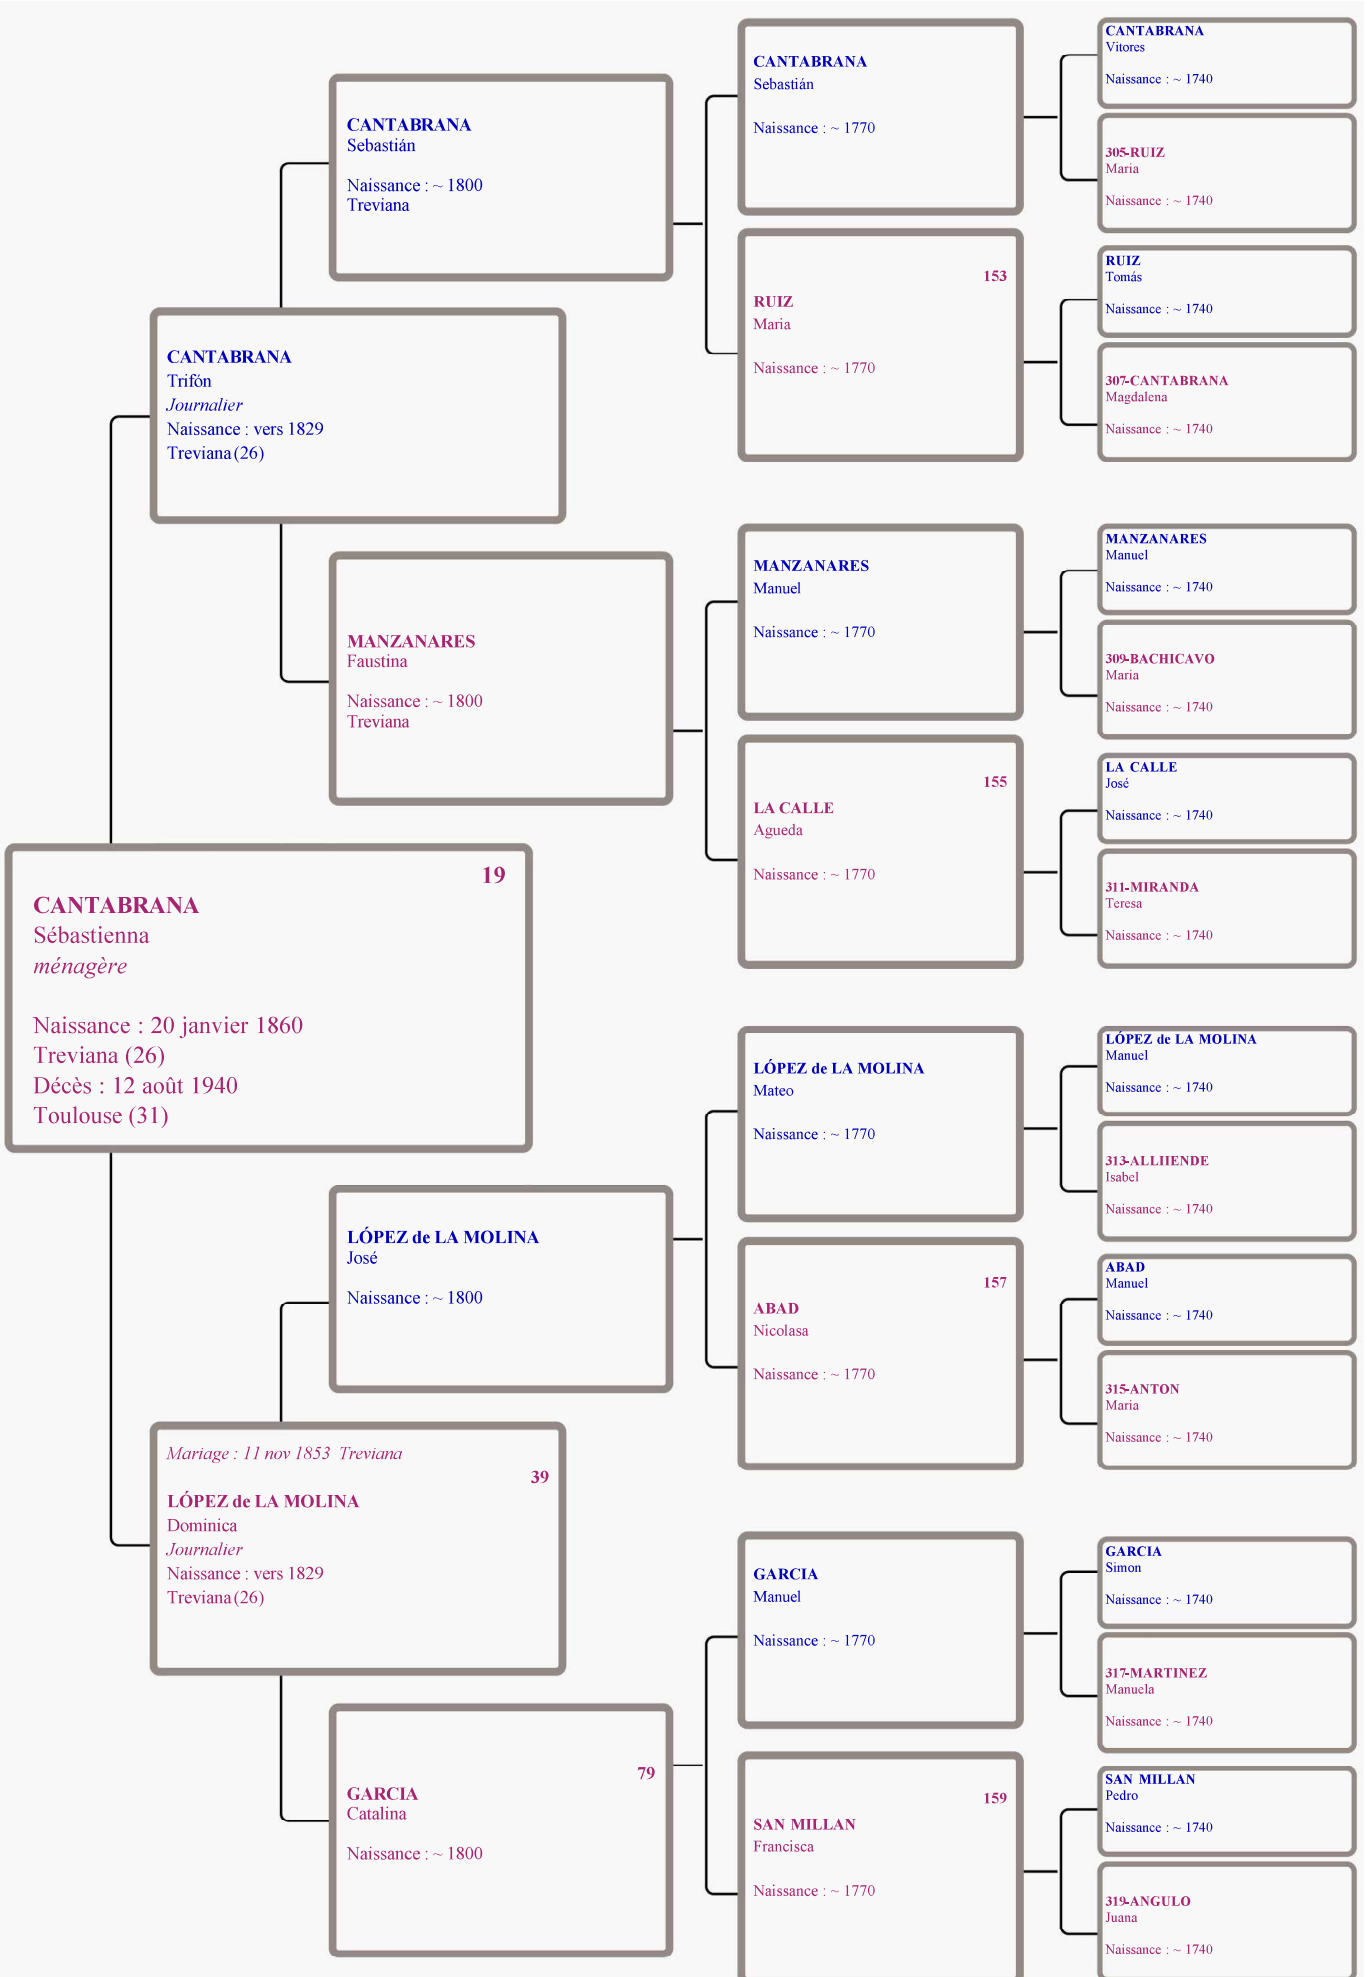 CANTABRANA
Sébastienna
ménagère
19
Naissance : 20 janvier 1860
Treviana (26)
Décès : 12 août 1940
Toulouse (31)
CANTABRANA
Trifón
Journalier
Naissance : vers 1829
Treviana (26)
Mariage : 11 nov 1853 Treviana
39
LÓPEZ de LA MOLINA
Dominica
Journalier
Naissance : vers 1829
Treviana (26)
CANTABRANA
Sebastián
Naissance : ~ 1800
Treviana
MANZANARES
Faustina
Naissance : ~ 1800
Treviana
LÓPEZ de LA MOLINA
José
Naissance : ~ 1800
79
GARCIA
Catalina
Naissance : ~ 1800
CANTABRANA
Sebastián
Naissance : ~ 1770
153
RUIZ
Maria
Naissance : ~ 1770
MANZANARES
Manuel
Naissance : ~ 1770
155
LA CALLE
Agueda
Naissance : ~ 1770
LÓPEZ de LA MOLINA
Mateo
Naissance : ~ 1770
157
ABAD
Nicolasa
Naissance : ~ 1770
GARCIA
Manuel
Naissance : ~ 1770
159
SAN MILLAN
Francisca
Naissance : ~ 1770
CANTABRANA
Vitores
Naissance : ~ 1740
305-RUIZ
Maria
Naissance : ~ 1740
RUIZ
Tomás
Naissance : ~ 1740
307-CANTABRANA
Magdalena
Naissance : ~ 1740
MANZANARES
Manuel
Naissance : ~ 1740
309-BACHICAVO
Maria
Naissance : ~ 1740
LA CALLE
José
Naissance : ~ 1740
311-MIRANDA
Teresa
Naissance : ~ 1740
LÓPEZ de LA MOLINA
Manuel
Naissance : ~ 1740
313-ALLIIENDE
Isabel
Naissance : ~ 1740
ABAD
Manuel
Naissance : ~ 1740
315-ANTON
Maria
Naissance : ~ 1740
GARCIA
Simon
Naissance : ~ 1740
317-MARTINEZ
Manuela
Naissance : ~ 1740
SAN MILLAN
Pedro
Naissance : ~ 1740
319-ANGULO
Juana
Naissance : ~ 1740